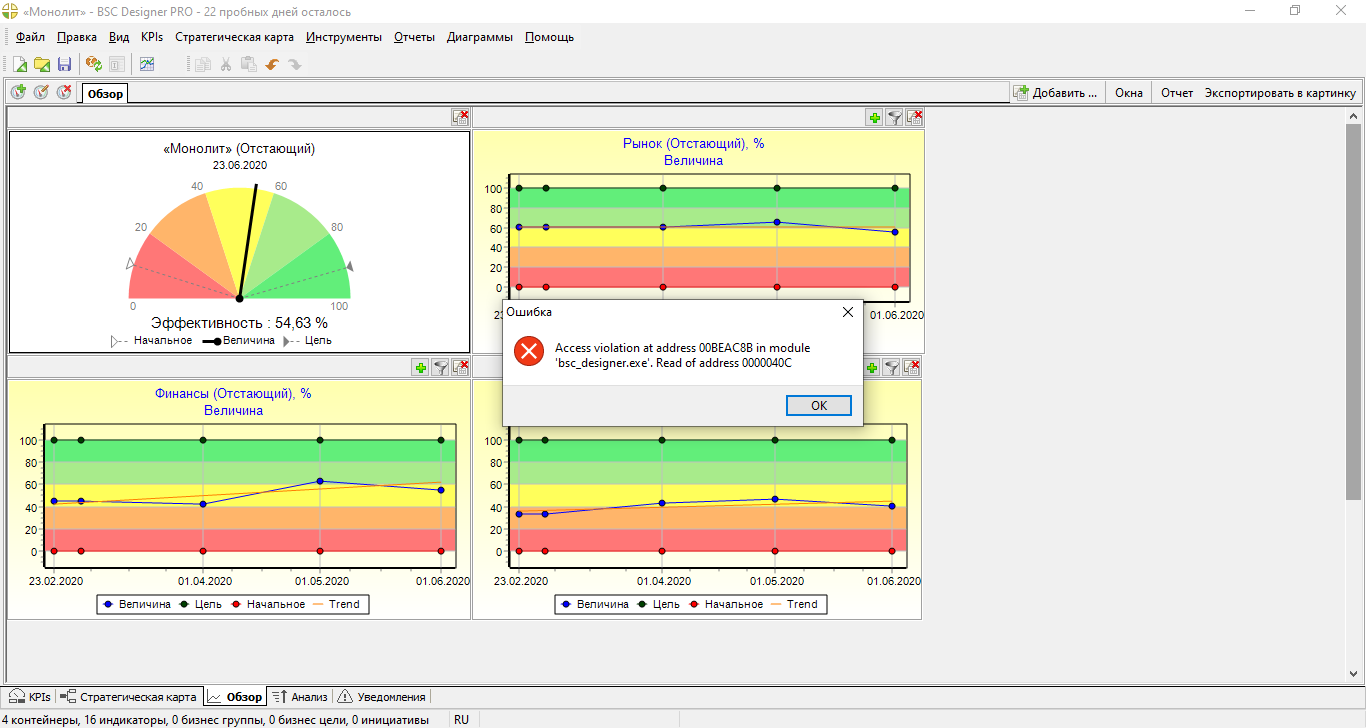 «Монолит» - BSC Designer PRO - 22 пробных дней осталось
Файл Правка Вид KPIs Стратегическая карта Инструменты Отчеты Диаграммы Помощь
Обзор
Добавить ... Окна Отчет Экспортировать в картинку
«Монолит» (Отстающий)
23.06.2020
40
60
20
80
0
100
Эффективность : 54,63 %
Начальное Величина Цель
Рынок (Отстающий), %
Величина
100
80
60
40
20
0
23
01.06.2020
Ошибка
Access violation at address 00BEAC8B in module
'bsc_designer.exe'. Read of address 0000040C
OK
Финансы (Отстающий), %
Величина
100
80
60
40
20
0
23.02.2020 01.04.2020 01.05.2020 01.06.2020
Величина Цель Начальное Trend
100
80
60
40
20
0
23.02.2020 01.04.2020 01.05.2020 01.06.2020
Величина Цель Начальное Trend
KPIs Стратегическая карта Обзор Анализ Уведомления
4 контейнеры, 16 индикаторы, 0 бизнес группы, 0 бизнес цели, 0 инициативы RU